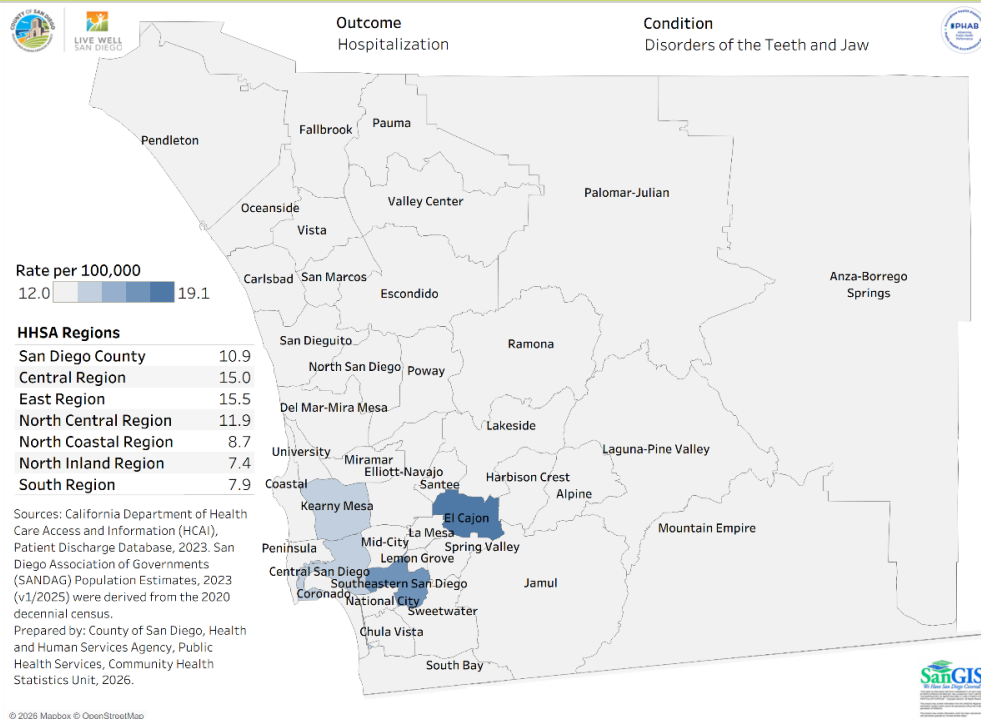 COUNTY OF SAN DIEGO
LIVE WELL
SAN DIEGO
Outcome
Hospitalization
Condition
Disorders of the Teeth and Jaw
PHAB
Pendleton
Fallbrook
Pauma
Palomar-Julian
Valley Center
Oceanside
Vista
Carlsbad
San Marcos
Escondido
Anza-Borrego
Springs
Rate per 100,000
12.0 19.1
HHSA Regions
San Diego County 10.9
Central Region 15.0
East Region 15.5
North Central Region 11.9
North Coastal Region 8.7
North Inland Region 7.4
South Region 7.9
San Dieguito
Ramona
North San Diego
Poway
Del Mar-Mira Mesa
Lakeside
University
Miramar
Elliott-Navajo
Santee
Harbison Crest
Laguna-Pine Valley
Coastal
Alpine
Kearny Mesa
El Cajon
Mountain Empire
La Mesa
Mid-City
Peninsula
Spring Valley
Lemon Grove
Central San Diego
Southeastern San Diego
Jamul
Coronado
National City
Sweetwater
Chula Vista
South Bay
Sources: California Department of Health
Care Access and Information (HCAI),
Patient Discharge Database, 2023. San
Diego Association of Governments
(SANDAG) Population Estimates, 2023
(v1/2025) were derived from the 2020
decennial census.
Prepared by: County of San Diego, Health
and Human Services Agency, Public
Health Services, Community Health
Statistics Unit, 2026.
SanGIS
We Have San Diego Covered
© 2026 Mapbox © OpenStreetMap